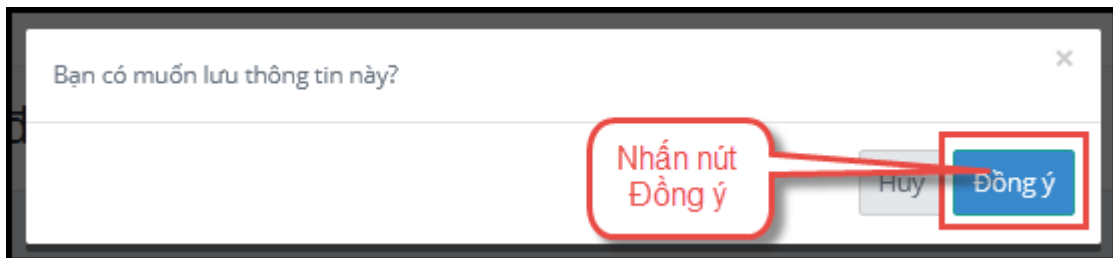 Bạn có muốn lưu thông tin này?
×
Nhấn nút
Đồng ý
Hủy
Đồng ý